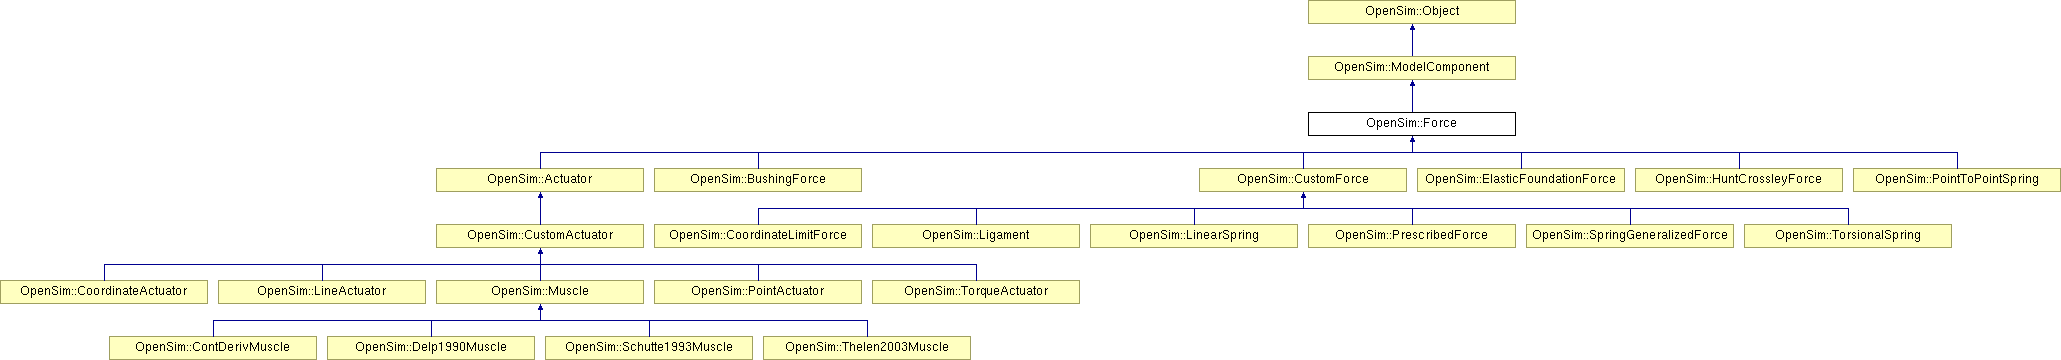 OpenSim::Object
OpenSim::ModelComponent
OpenSim::Force
OpenSim::Actuator
OpenSim::BushingForce
OpenSim::CustomForce
OpenSim::ElasticFoundationForce
OpenSim::HuntCrossleyForce
OpenSim::PointToPointSpring
OpenSim::CustomActuator
OpenSim::CoordinateLimitForce
OpenSim::Ligament
OpenSim::LinearSpring
OpenSim::PrescribedForce
OpenSim::SpringGeneralizedForce
OpenSim::TorsionalSpring
OpenSim::CoordinateActuator
OpenSim::LineActuator
OpenSim::Muscle
OpenSim::PointActuator
OpenSim::TorqueActuator
OpenSim::ContDerivMuscle
OpenSim::Delp1990Muscle
OpenSim::Schutte1993Muscle
OpenSim::Thelen2003Muscle